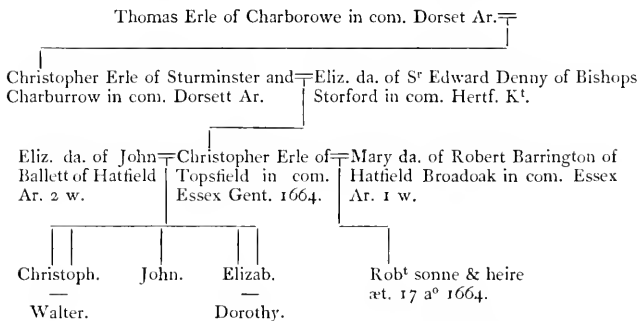 Thomas Erle of Charborowe in com. Dorset Ar.
Christopher Erle of Sturminster and
Charburrow in com. Dorsett Ar.
Eliz. da. of Sʳ Edward Denny of Bishops
Storford in com. Hertf. Kᵗ.
Eliz. da. of John
Ballett of Hatfield
Ar. 2 w.
Christopher Erle of
Topsfield in com.
Essex Gent. 1664.
Mary da. of Robert Barrington of
Hatfield Broadoak in com. Essex
Ar. 1 w.
Christoph.
Walter.
John.
Elizab.
Dorothy.
Robᵗ sonne & heire
æt. 17 aº 1664.